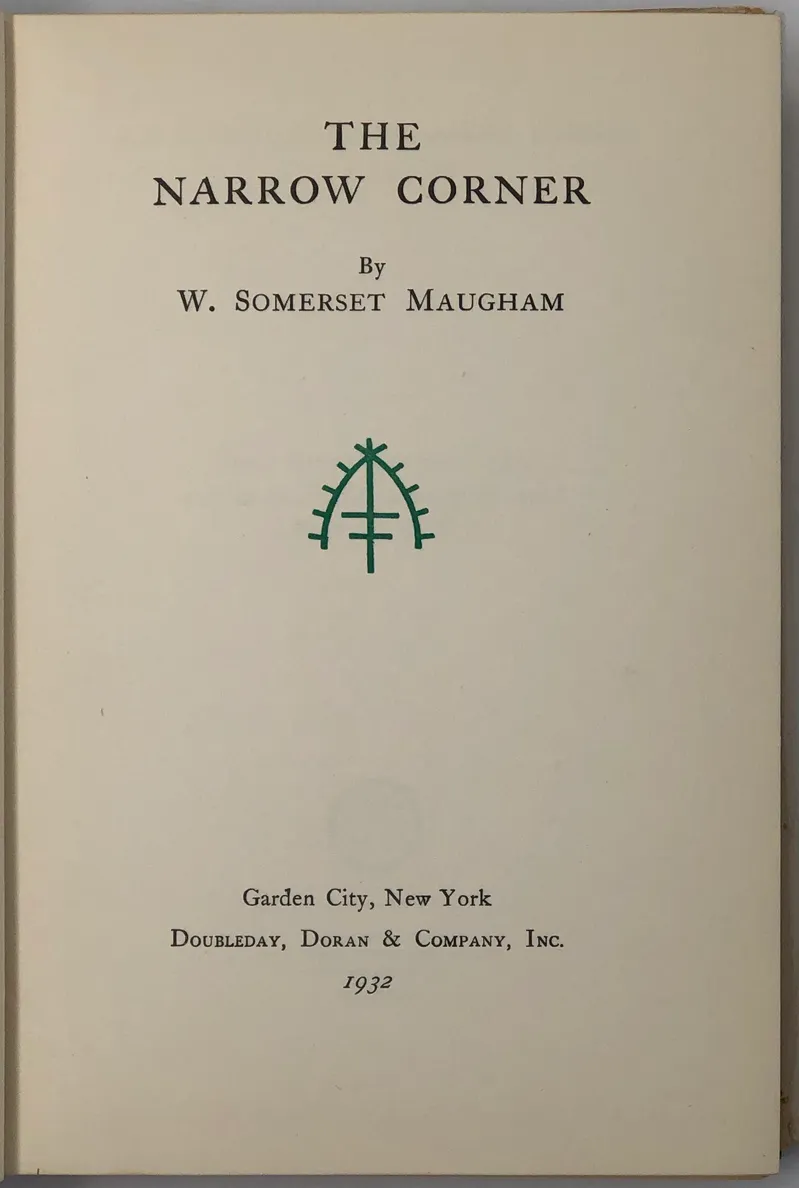 THE
NARROW CORNER
By
W. SOMERSET MAUGHAM
Garden City, New York
DOUBLEDAY, DORAN & COMPANY, INC.
1932